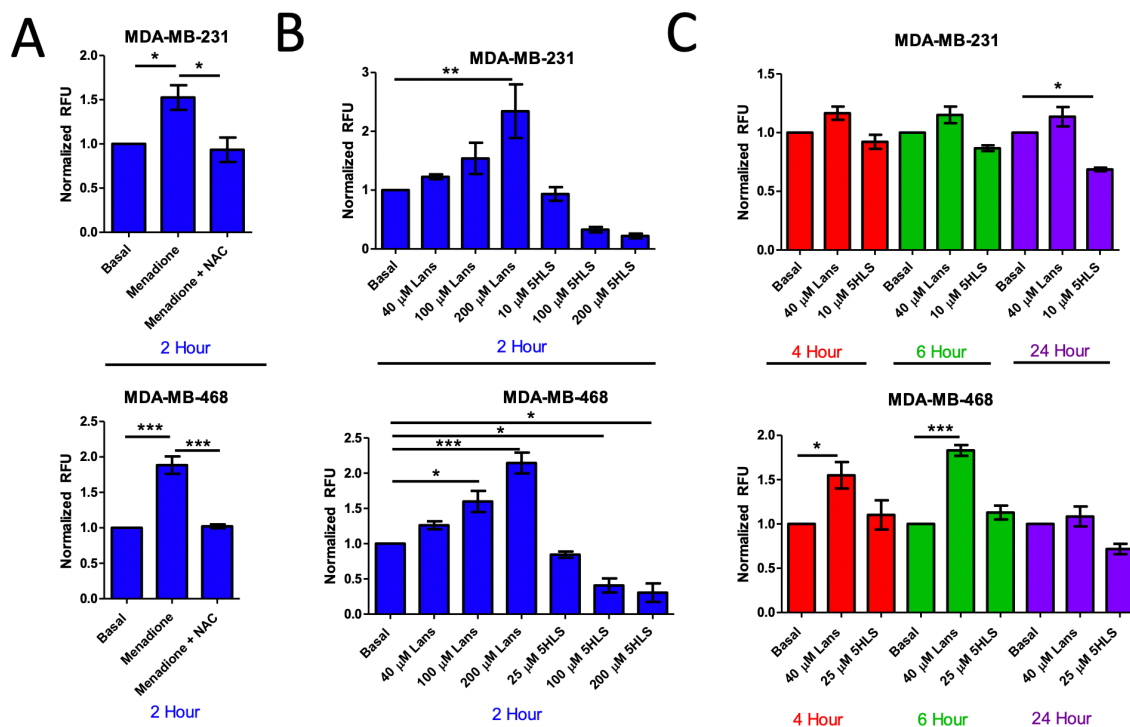 A
MDA-MB-231
Normalized RFU
2.0
1.5
1.0
0.5
0.0
*
*
Basal
Menadione
Menadione + NAC
2 Hour
MDA-MB-468
Normalized RFU
2.5
2.0
1.5
1.0
0.5
0.0
***
***
Basal
Menadione
Menadione + NAC
2 Hour
B
MDA-MB-231
Normalized RFU
3
2
1
0
**
Basal
40 µM Lans
100 µM Lans
200 µM Lans
10 µM 5HLS
100 µM 5HLS
200 µM 5HLS
2 Hour
MDA-MB-468
Normalized RFU
2.5
2.0
1.5
1.0
0.5
0.0
*
*
***
*
Basal
40 µM Lans
100 µM Lans
200 µM Lans
25 µM 5HLS
100 µM 5HLS
200 µM 5HLS
2 Hour
C
MDA-MB-231
Normalized RFU
1.5
1.0
0.5
0.0
*
Basal
40 µM Lans
10 µM 5HLS
Basal
40 µM Lans
10 µM 5HLS
Basal
40 µM Lans
10 µM 5HLS
4 Hour
6 Hour
24 Hour
MDA-MB-468
Normalized RFU
2.0
1.5
1.0
0.5
0.0
*
***
Basal
40 µM Lans
25 µM 5HLS
Basal
40 µM Lans
25 µM 5HLS
Basal
40 µM Lans
25 µM 5HLS
4 Hour
6 Hour
24 Hour